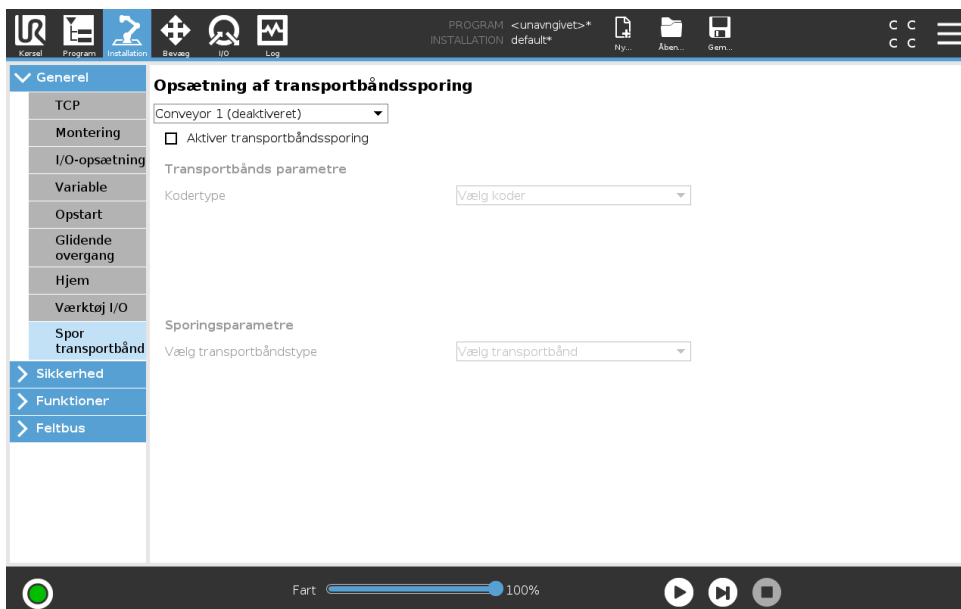 UR
PROGRAM <unavngivet>*
INSTALLATION default*
Kørsel Program Installation Bevæg I/O Log Ny... Åben... Gem...
C C
C C
Generel
TCP
Montering
I/O-opsætning
Variable
Opstart
Glidende
overgang
Hjem
Værktøj I/O
Spor
transportbånd
Sikkerhed
Funktioner
Feltbus
Opsætning af transportbåndssporing
Conveyor 1 (deaktiveret)
Aktiver transportbåndssporing
Transportbånds parametre
Kodertype Vælg koder
Sporingsparametre
Vælg transportbåndstype Vælg transportbånd
Fart 100%